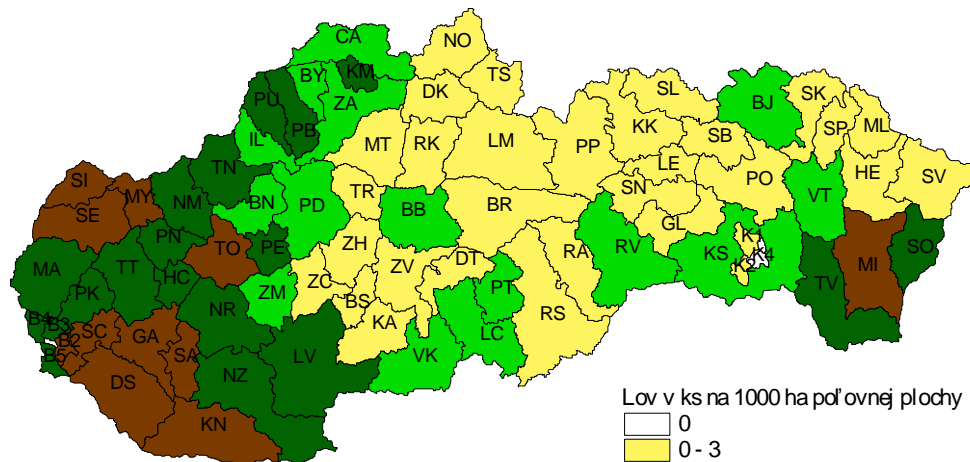 CA
NO
BY
KM
TS
PU
ZA
DK
SL
BJ
SK
PB
KK
SP
ML
IL
MT
RK
LM
PP
SB
TN
LE
HE
SV
SI
TR
SN
PO
VT
MY
NM
BN
PD
BB
BR
SE
GL
PN
TO
PE
ZH
RA
RV
K1
SO
MA
TT
HC
ZV
DT
KS
K4
MI
ZM
ZC
K2
TV
PK
NR
BS
PT
B4
B3
SC
GA
KA
RS
B2
SA
LV
LC
B5
VK
DS
NZ
KN
Lov v ks na 1000 ha poľovnej plochy
0
0 - 3